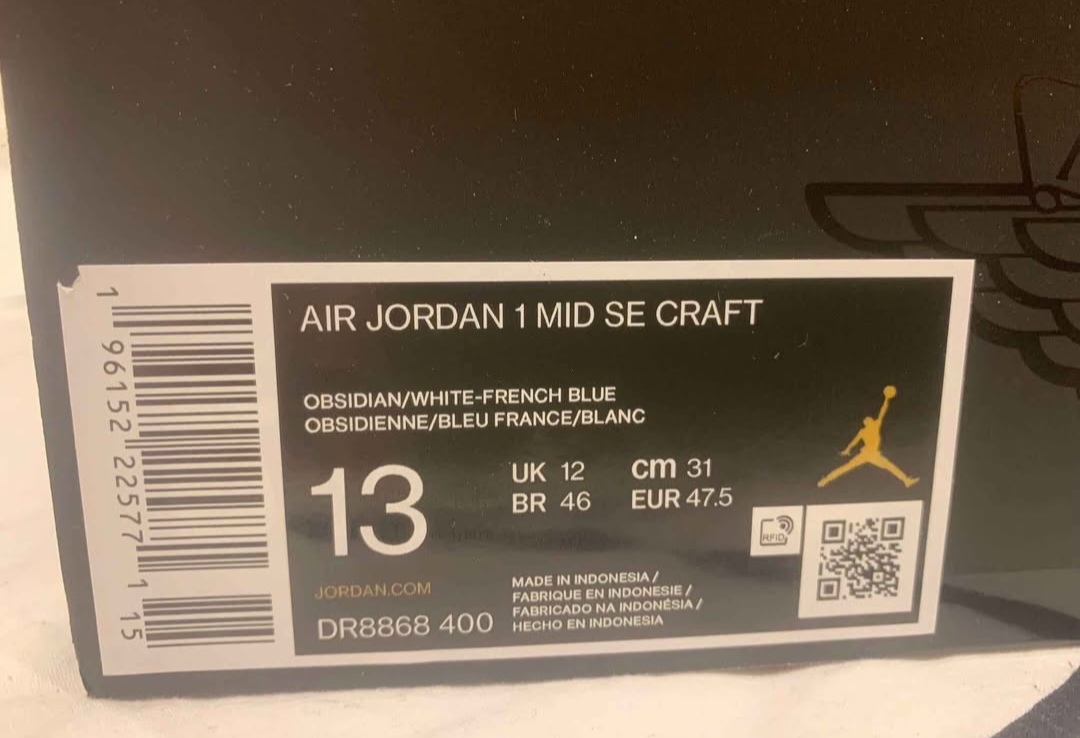 AIR JORDAN 1 MID SE CRAFT
OBSIDIAN/WHITE-FRENCH BLUE
OBSIDIENNE/BLEU FRANCE/BLANC
13
UK 12
cm 31
BR 46
EUR 47.5
RFID
JORDAN.COM
DR8868 400
MADE IN INDONESIA /
FABRIQUE EN INDONESIE /
FABRICADO NA INDONÉSIA /
HECHO EN INDONESIA
1 96152 22577 1 15